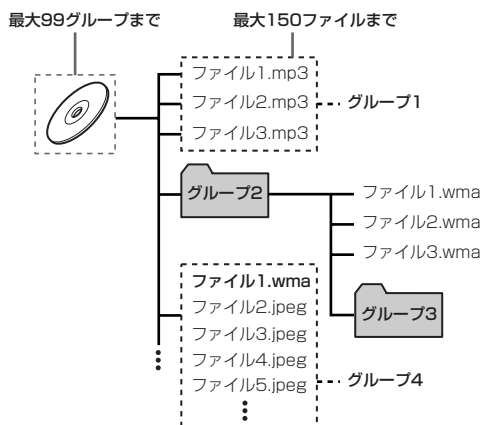 最大99グループまで
最大150ファイルまで
ファイル1.mp3
ファイル2.mp3
グループ1
ファイル3.mp3
グループ2
ファイル1.wma
ファイル2.wma
ファイル3.wma
ファイル1.wma
ファイル2.jpeg
グループ3
ファイル3.jpeg
ファイル4.jpeg
ファイル5.jpeg
グループ4